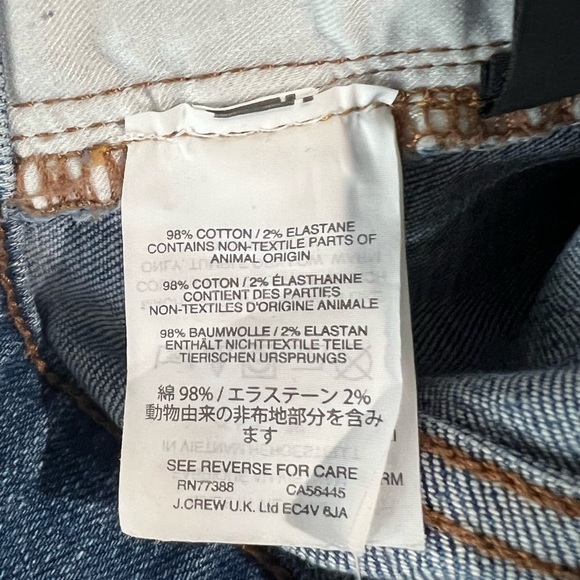 98% COTTON / 2% ELASTANE
CONTAINS NON-TEXTILE PARTS OF
ANIMAL ORIGIN
98% COTON / 2% ÉLASTHANNE
CONTIENT DES PARTIES
NON-TEXTILES D'ORIGINE ANIMALE
98% BAUMWOLLE / 2% ELASTAN
ENTHÄLT NICHTTEXTILE TEILE
TIERISCHEN URSPRUNGS
綿 98% / エラステーン 2%
動物由来の非布地部分を含み
ます
SEE REVERSE FOR CARE
RN77388 CA56445
J.CREW U.K. Ltd EC4V 6JA